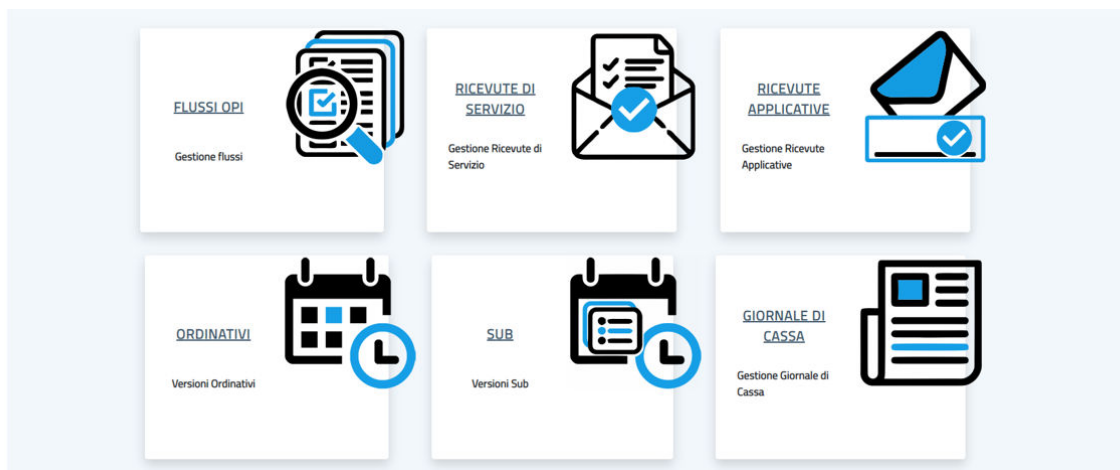 FLUSSI OPI
Gestione flussi
RICEVUTE DI
SERVIZIO
Gestione Ricevute di
Servizio
RICEVUTE
APPLICATIVE
Gestione Ricevute
Applicative
ORDINATIVI
Versioni Ordinativi
SUB
Versioni Sub
GIORNALE DI
CASSA
Gestione Giornale di
Cassa